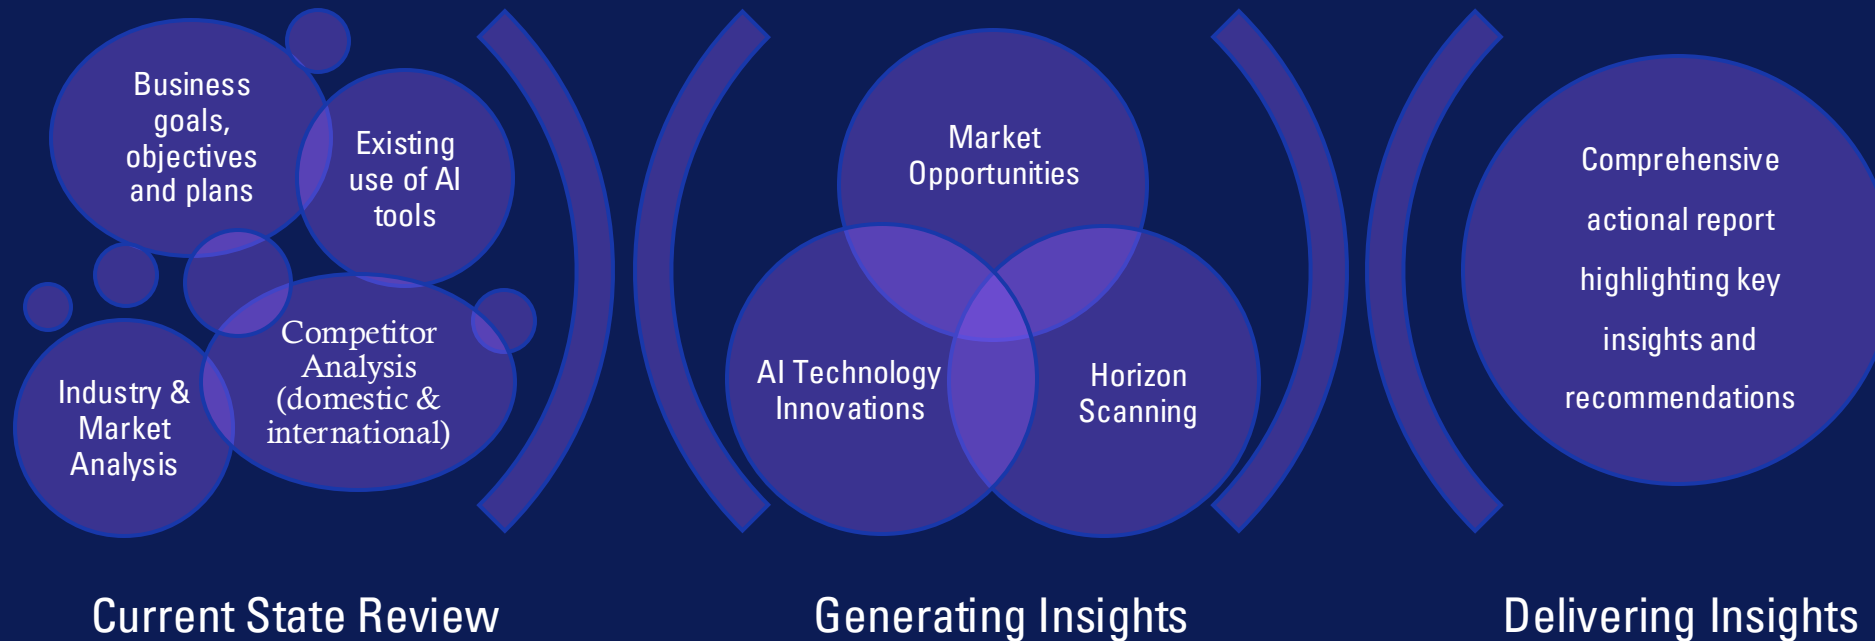 Business
goals,
objectives
and plans
Existing
use of AI
tools
Industry &
Market
Analysis
Competitor
Analysis
(domestic &
international)
Current State Review
Market
Opportunities
AI Technology
Innovations
Horizon
Scanning
Generating Insights
Comprehensive
actional report
highlighting key
insights and
recommendations
Delivering Insights